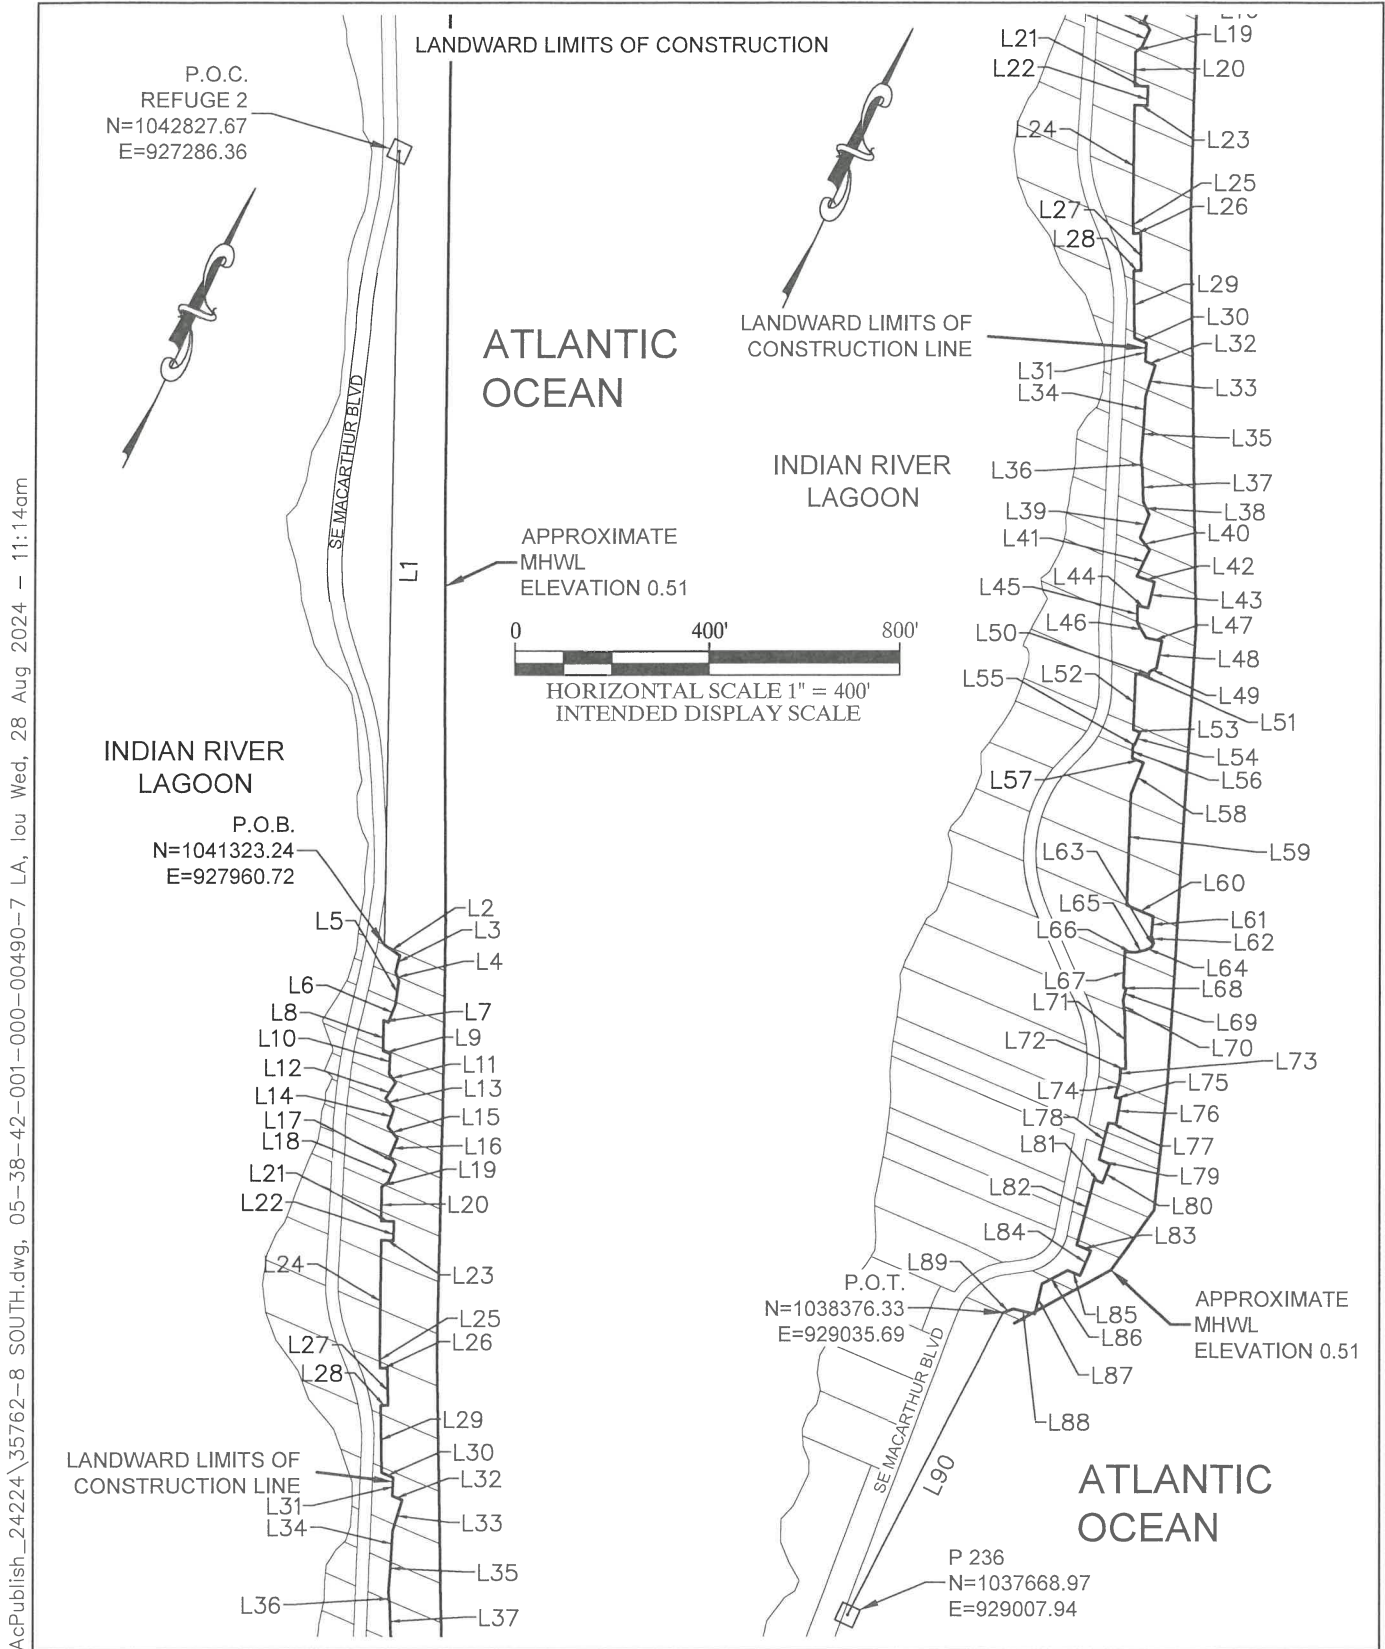 LANDWARD LIMITS OF CONSTRUCTION
P.O.C.
REFUGE 2
N=1042827.67
E=927286.36
ATLANTIC
OCEAN
SE MACARTHUR BLVD
L1
APPROXIMATE
MHWL
ELEVATION 0.51
0 400' 800'
HORIZONTAL SCALE 1" = 400'
INTENDED DISPLAY SCALE
INDIAN RIVER
LAGOON
P.O.B.
N=1041323.24
E=927960.72
L2
L5
L3
L4
L6
L7
L8
L9
L10
L11
L12
L13
L14
L15
L17
L16
L18
L19
L21
L20
L22
L24
L23
L25
L27
L26
L28
L29
L30
LANDWARD LIMITS OF
CONSTRUCTION LINE
L32
L31
L33
L34
L35
L36
L37
L19
L21
L20
L22
L24
L23
L25
L27
L26
L28
L29
L30
LANDWARD LIMITS OF
CONSTRUCTION LINE
L32
L31
L33
L34
L35
INDIAN RIVER
LAGOON
L36
L37
L39
L38
L40
L41
L42
L44
L45
L43
L46
L47
L50
L48
L52
L55
L49
L51
L53
L54
L57
L56
L58
L63
L59
L60
L65
L61
L66
L62
L64
L67
L68
L71
L69
L70
L72
L73
L74
L75
L78
L76
L81
L77
L79
L82
L80
L84
L83
L89
P.O.T.
N=1038376.33
E=929035.69
L85
L86
APPROXIMATE
MHWL
ELEVATION 0.51
L87
L88
SE MACARTHUR BLVD
L90
ATLANTIC
OCEAN
P 236
N=1037668.97
E=929007.94
AcPublish_24224\35762-8 SOUTH.dwg, 05-38-42-001-000-00490-7 LA, lou Wed, 28 Aug 2024 - 11:14am